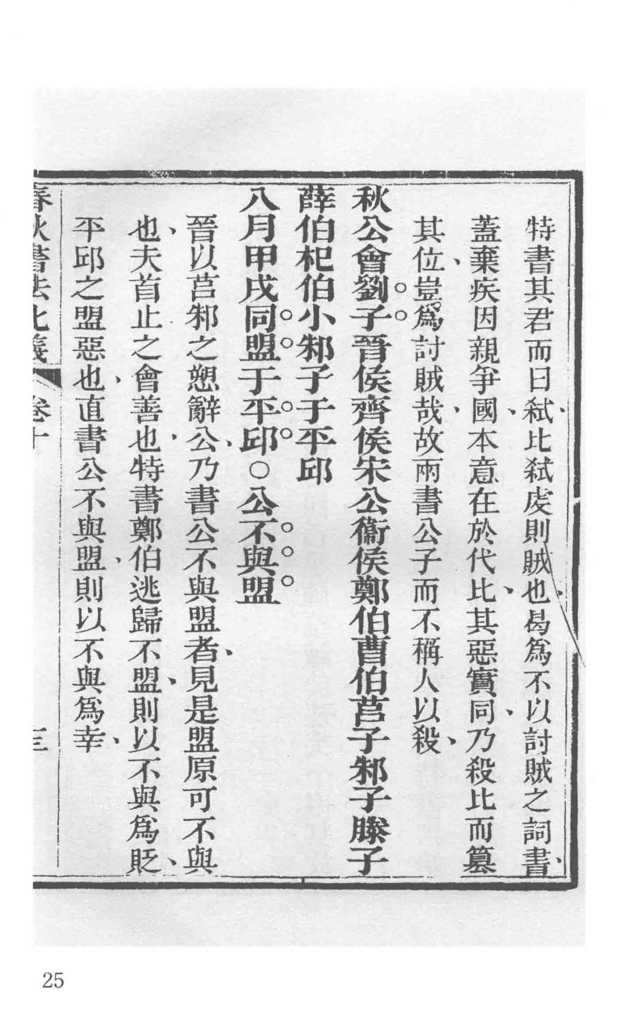 特書其君而曰弒比弒虔則賊也曷爲不以討賊之詞書
蓋棄疾因親爭國本意在於代比其惡實同乃殺比而簒
其位豈爲討賊哉故兩書公子而不稱人以殺
秋公會劉子晉侯齊侯宋公衞侯鄭伯曹伯莒子邾子滕子
薛伯杞伯小邾子于平邱
八月甲戌同盟于平邱○公不與盟
晉以莒邾之愬辭公乃書公不與盟者見是盟原可不與
也夫首止之會善也特書鄭伯逃歸不盟則以不與爲貶
平邱之盟惡也直書公不與盟則以不與爲幸
春秋書法比義 卷十 三
25